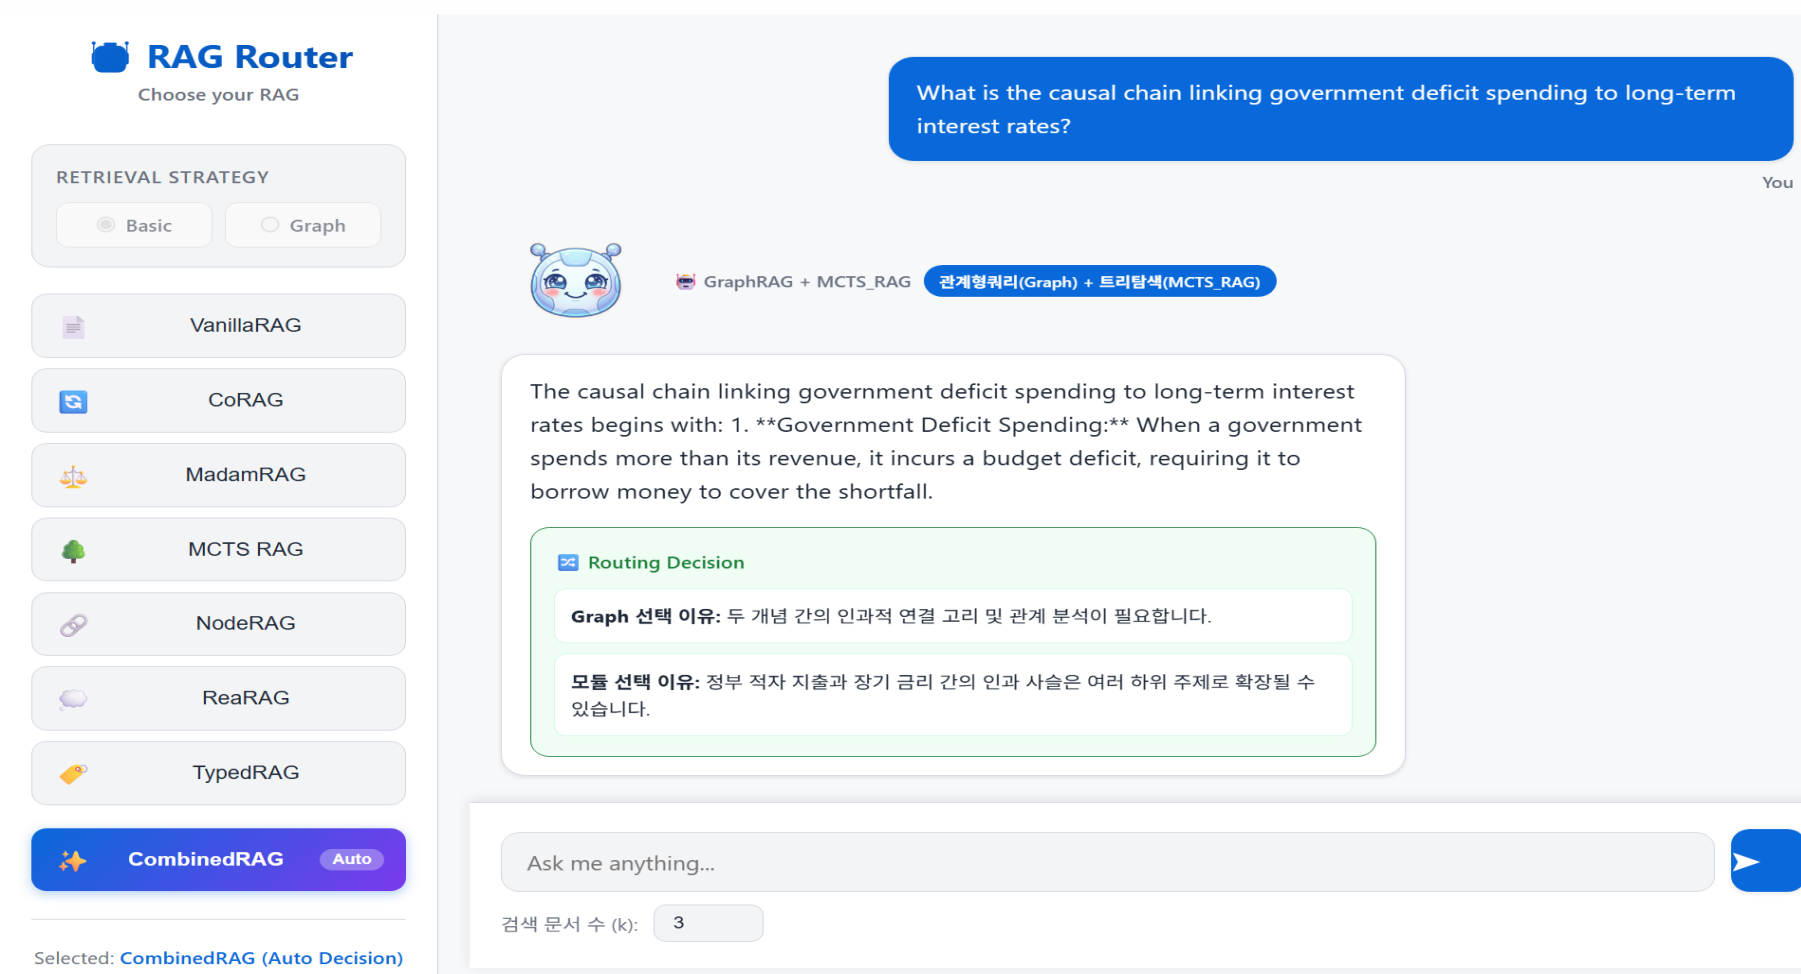 RAG Router
Choose your RAG
RETRIEVAL STRATEGY
Basic
Graph
VanillaRAG
CoRAG
MadamRAG
MCTS RAG
NodeRAG
ReaRAG
TypedRAG
CombinedRAG
Auto
Selected: CombinedRAG (Auto Decision)
What is the causal chain linking government deficit spending to long-term
interest rates?
You
GraphRAG + MCTS_RAG
관계형쿼리(Graph) + 트리탐색(MCTS_RAG)
The causal chain linking government deficit spending to long-term interest
rates begins with: 1. **Government Deficit Spending:** When a government
spends more than its revenue, it incurs a budget deficit, requiring it to
borrow money to cover the shortfall.
Routing Decision
Graph 선택 이유: 두 개념 간의 인과적 연결 고리 및 관계 분석이 필요합니다.
모듈 선택 이유: 정부 적자 지출과 장기 금리 간의 인과 사슬은 여러 하위 주제로 확장될 수
있습니다.
Ask me anything...
검색 문서 수 (k):
3